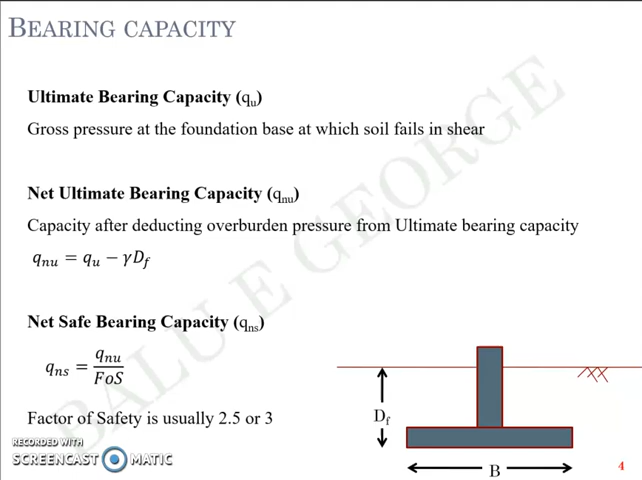 BEARING CAPACITY
Ultimate Bearing Capacity (qu)
Gross pressure at the foundation base at which soil fails in shear
Net Ultimate Bearing Capacity (qnu)
Capacity after deducting overburden pressure from Ultimate bearing capacity
qnu = qu − γDf
Net Safe Bearing Capacity (qns)
qns = qnu / FoS
Factor of Safety is usually 2.5 or 3
Df
B
BALU E GEORGE
RECORDED WITH
SCREENCAST MATIC
4